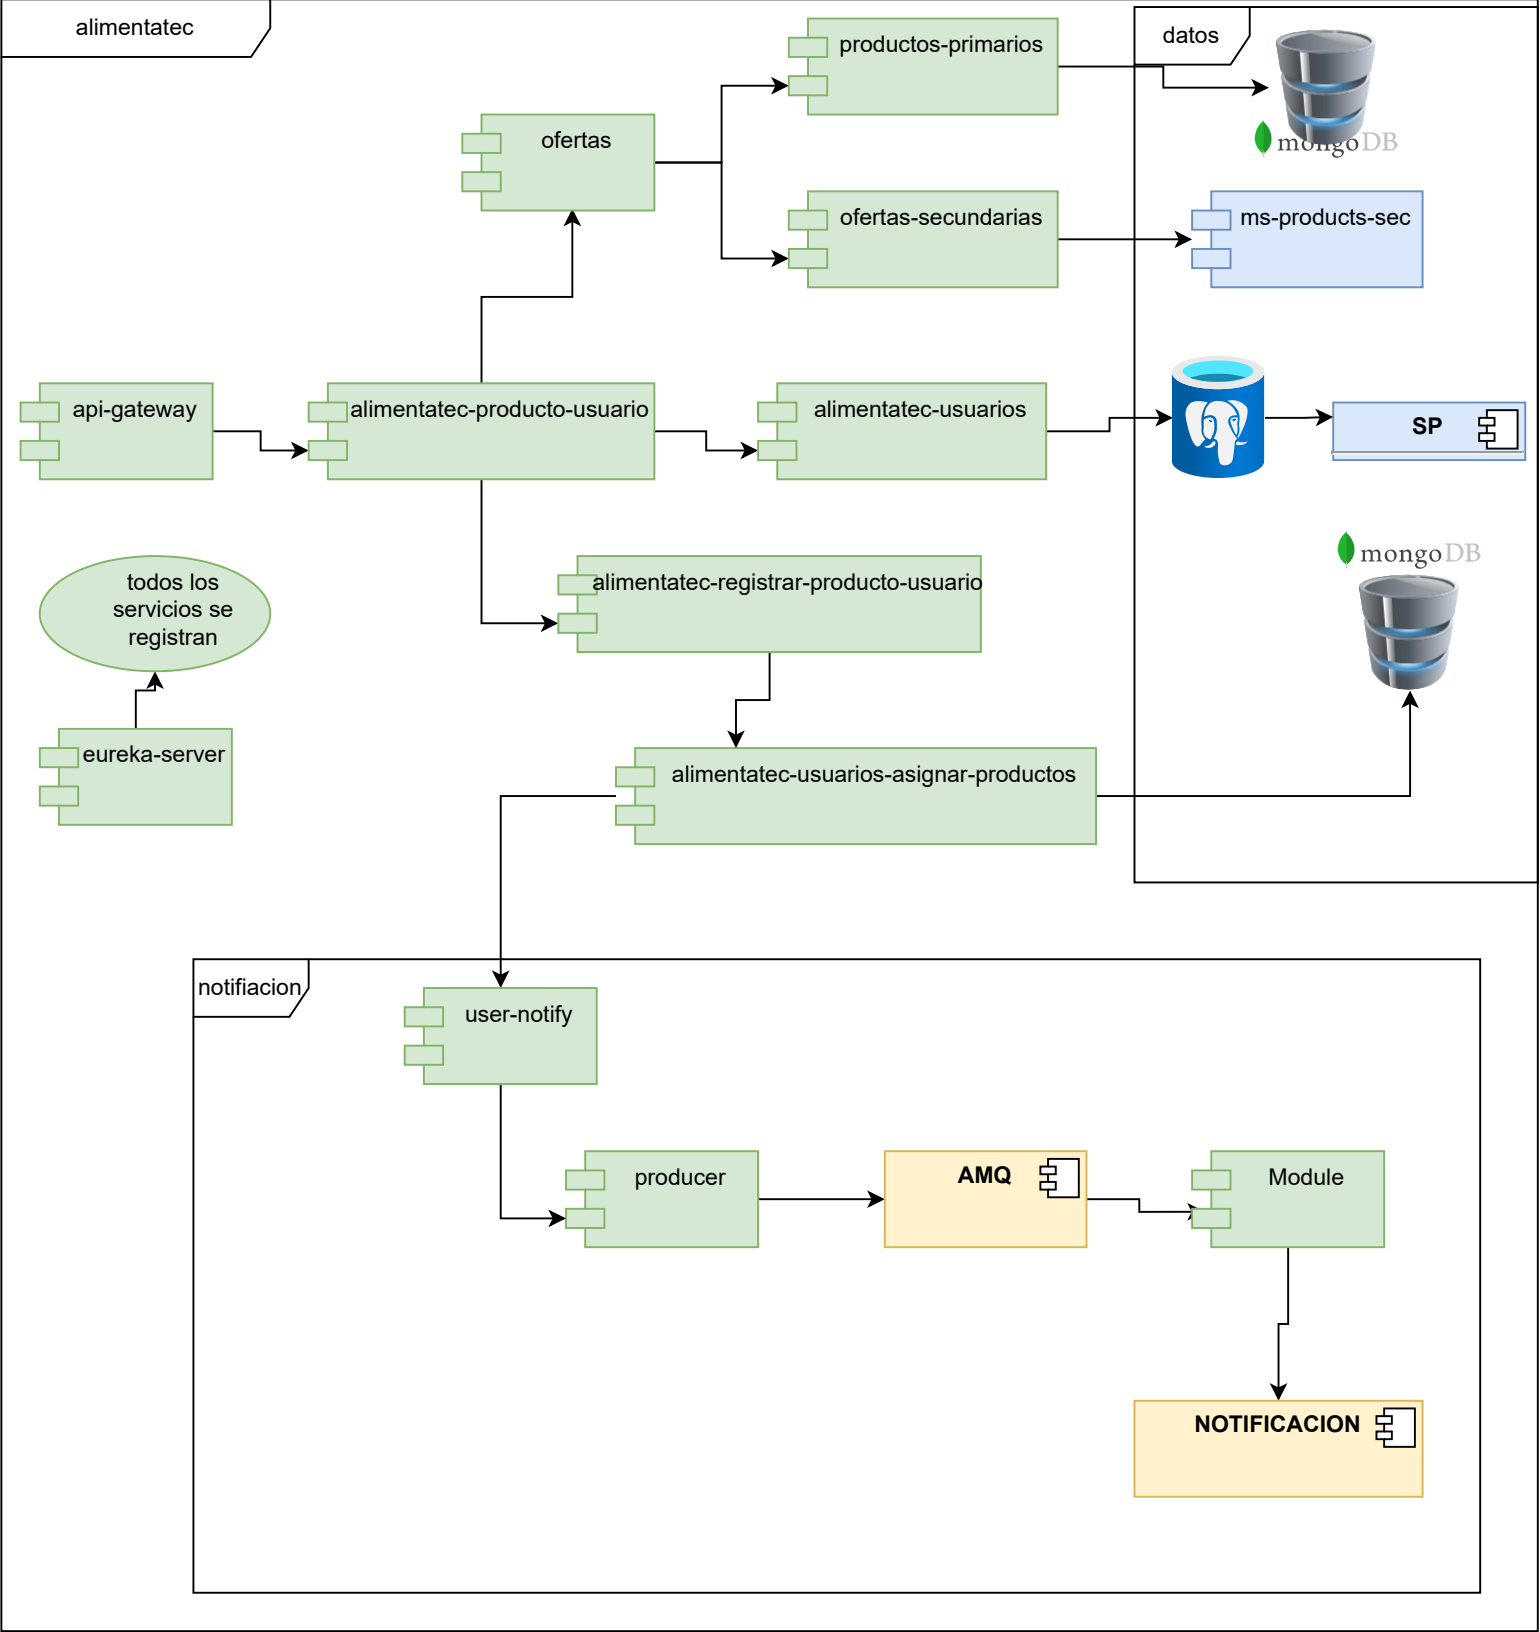 alimentatec
productos-primarios
datos
mongoDB
ofertas
ofertas-secundarias
ms-products-sec
api-gateway
alimentatec-producto-usuario
alimentatec-usuarios
SP
mongoDB
todos los
servicios se
registran
alimentatec-registrar-producto-usuario
eureka-server
alimentatec-usuarios-asignar-productos
notifiacion
user-notify
producer
AMQ
Module
NOTIFICACION